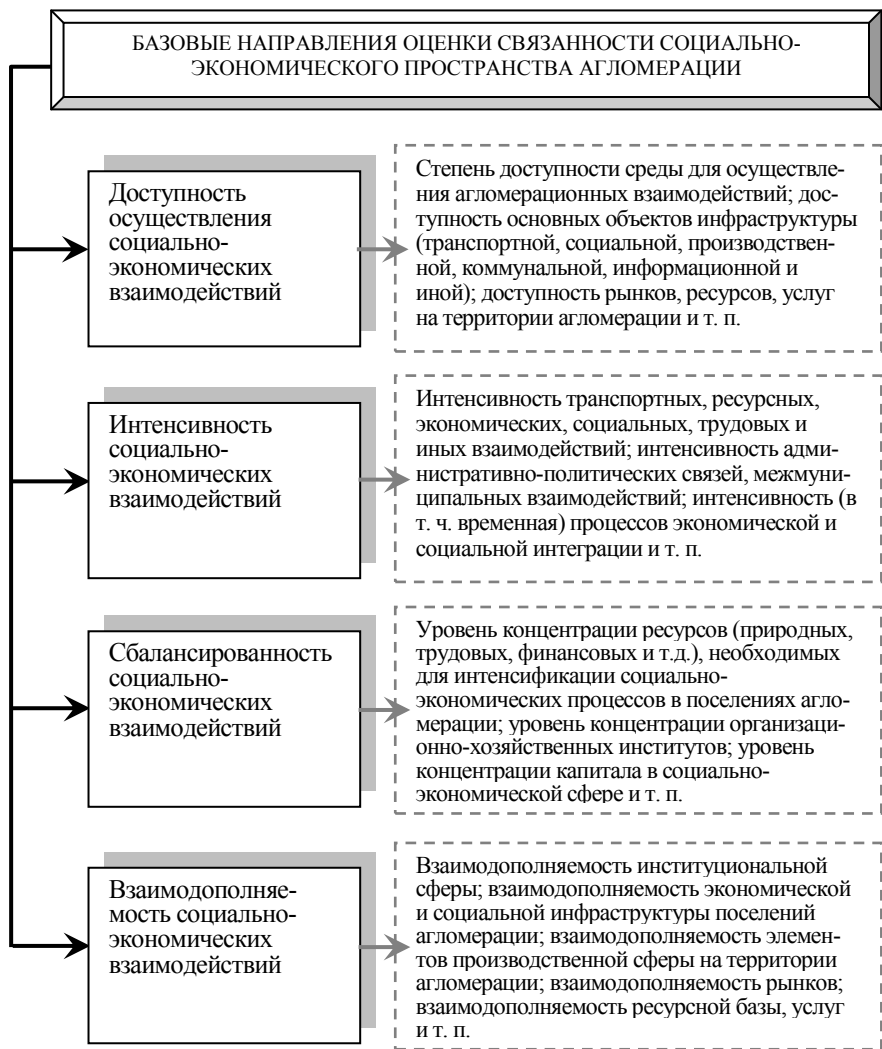 БАЗОВЫЕ НАПРАВЛЕНИЯ ОЦЕНКИ СВЯЗАННОСТИ СОЦИАЛЬНО-
ЭКОНОМИЧЕСКОГО ПРОСТРАНСТВА АГЛОМЕРАЦИИ
Доступность
осуществления
социально-
экономических
взаимодействий
Степень доступности среды для осуществле-
ния агломерационных взаимодействий; дос-
тупность основных объектов инфраструктуры
(транспортной, социальной, производствен-
ной, коммунальной, информационной и
иной); доступность рынков, ресурсов, услуг
на территории агломерации и т. п.
Интенсивность
социально-
экономических
взаимодействий
Интенсивность транспортных, ресурсных,
экономических, социальных, трудовых и
иных взаимодействий; интенсивность адми-
нистративно-политических связей, межмуни-
ципальных взаимодействий; интенсивность (в
т. ч. временная) процессов экономической и
социальной интеграции и т. п.
Сбалансированность
социально-
экономических
взаимодействий
Уровень концентрации ресурсов (природных,
трудовых, финансовых и т.д.), необходимых
для интенсификации социально-
экономических процессов в поселениях агло-
мерации; уровень концентрации организаци-
онно-хозяйственных институтов; уровень
концентрации капитала в социально-
экономической сфере и т. п.
Взаимодополняе-
мость социально-
экономических
взаимодействий
Взаимодополняемость институциональной
сферы; взаимодополняемость экономической
и социальной инфраструктуры поселений
агломерации; взаимодополняемость элемен-
тов производственной сферы на территории
агломерации; взаимодополняемость рынков;
взаимодополняемость ресурсной базы, услуг
и т. п.